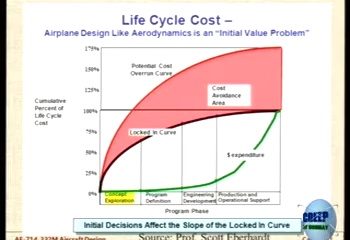 Life Cycle Cost –
Airplane Design Like Aerodynamics is an "Initial Value Problem"
175%
Potential Cost
Overrun Curve
150%
Cost
Avoidance
Area
Cumulative
Percent of
Life Cycle
Cost
100%
75%
Locked In Curve
50%
$ expenditure
25%
0%
Concept
Exploration
Program
Definition
Engineering
Development
Production and
Operational Support
Program Phase
Initial Decisions Affect the Slope of the Locked In Curve
CDEEP
IIT BOMBAY
AE-714, 332M Aircraft Design
Source: Prof. Scott Eberhardt